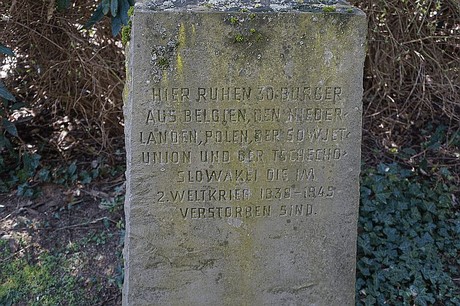 HIER RUHEN 30 BÜRGER
AUS BELGIEN, DEN NIEDER-
LANDEN, POLEN, DER SOWJET-
UNION UND DER TSCHECHO-
SLOWAKEI DIE IM
2. WELTKRIEG 1939-1945
VERSTORBEN SIND.